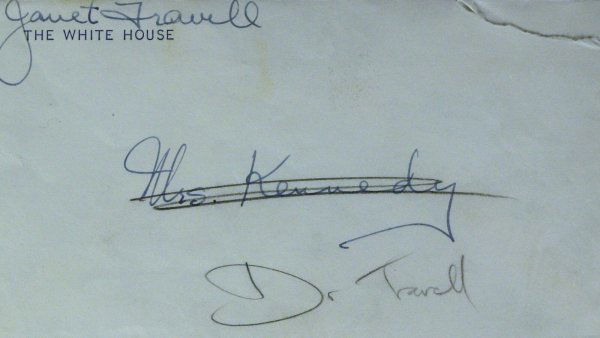 Janet Travell
THE WHITE HOUSE
Mrs. Kennedy
Dr Travell